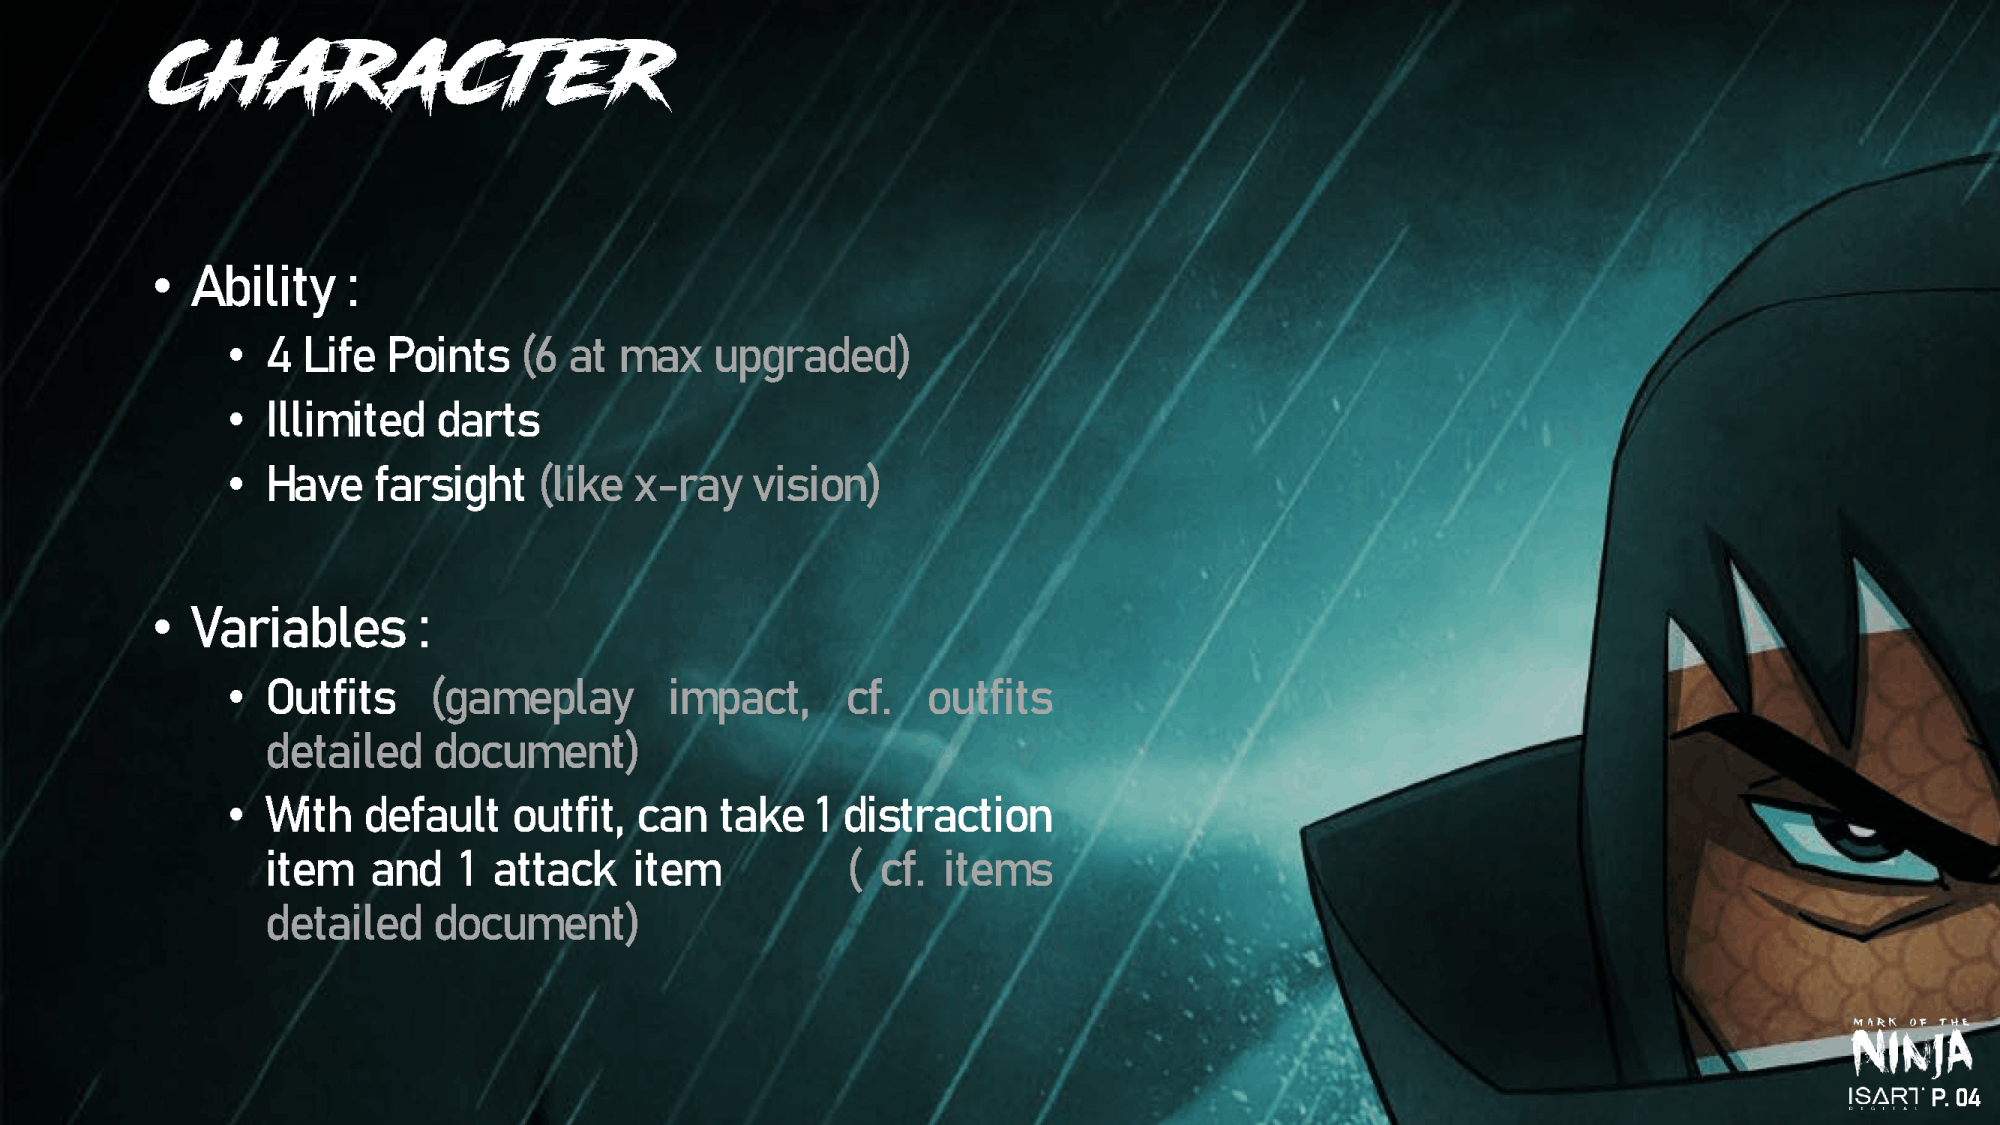 CHARACTER
• Ability :
• 4 Life Points (6 at max upgraded)
• Illimited darts
• Have farsight (like x-ray vision)
• Variables :
• Outfits (gameplay impact, cf. outfits
detailed document)
• With default outfit, can take 1 distraction
item and 1 attack item ( cf. items
detailed document)
MARK OF THE
NINJA
ISART P. 04
DIGITAL